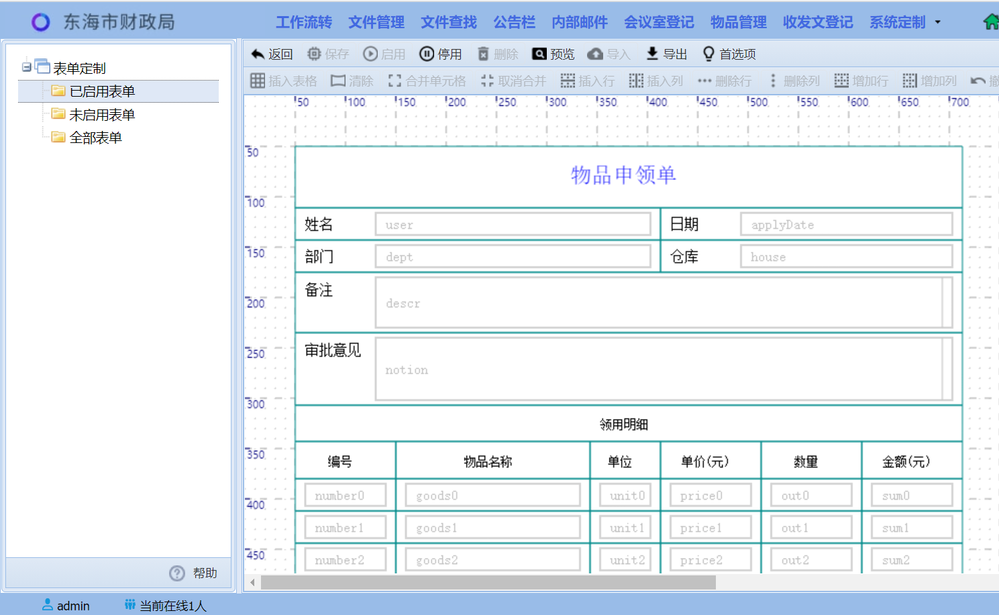 东海市财政局 工作流转 文件管理 文件查找 公告栏 内部邮件 会议室登记 物品管理 收发文登记 系统定制
返回 保存 启用 停用 删除 预览 导入 导出 首选项
插入表格 清除 合并单元格 取消合并 插入行 插入列 删除行 删除列 增加行 增加列
表单定制
已启用表单
未启用表单
全部表单
50 100 150 200 250 300 350 400 450 500 550 600 650 700
50
物品申领单
100
姓名 user 日期 applyDate
150
部门 dept 仓库 house
备注 descr
200
审批意见 notion
250
300
领用明细
350
编号 物品名称 单位 单价(元) 数量 金额(元)
number0 goods0 unit0 price0 out0 sum0
400
number1 goods1 unit1 price1 out1 sum1
450
number2 goods2 unit2 price2 out2 sum2
帮助
admin 当前在线1人